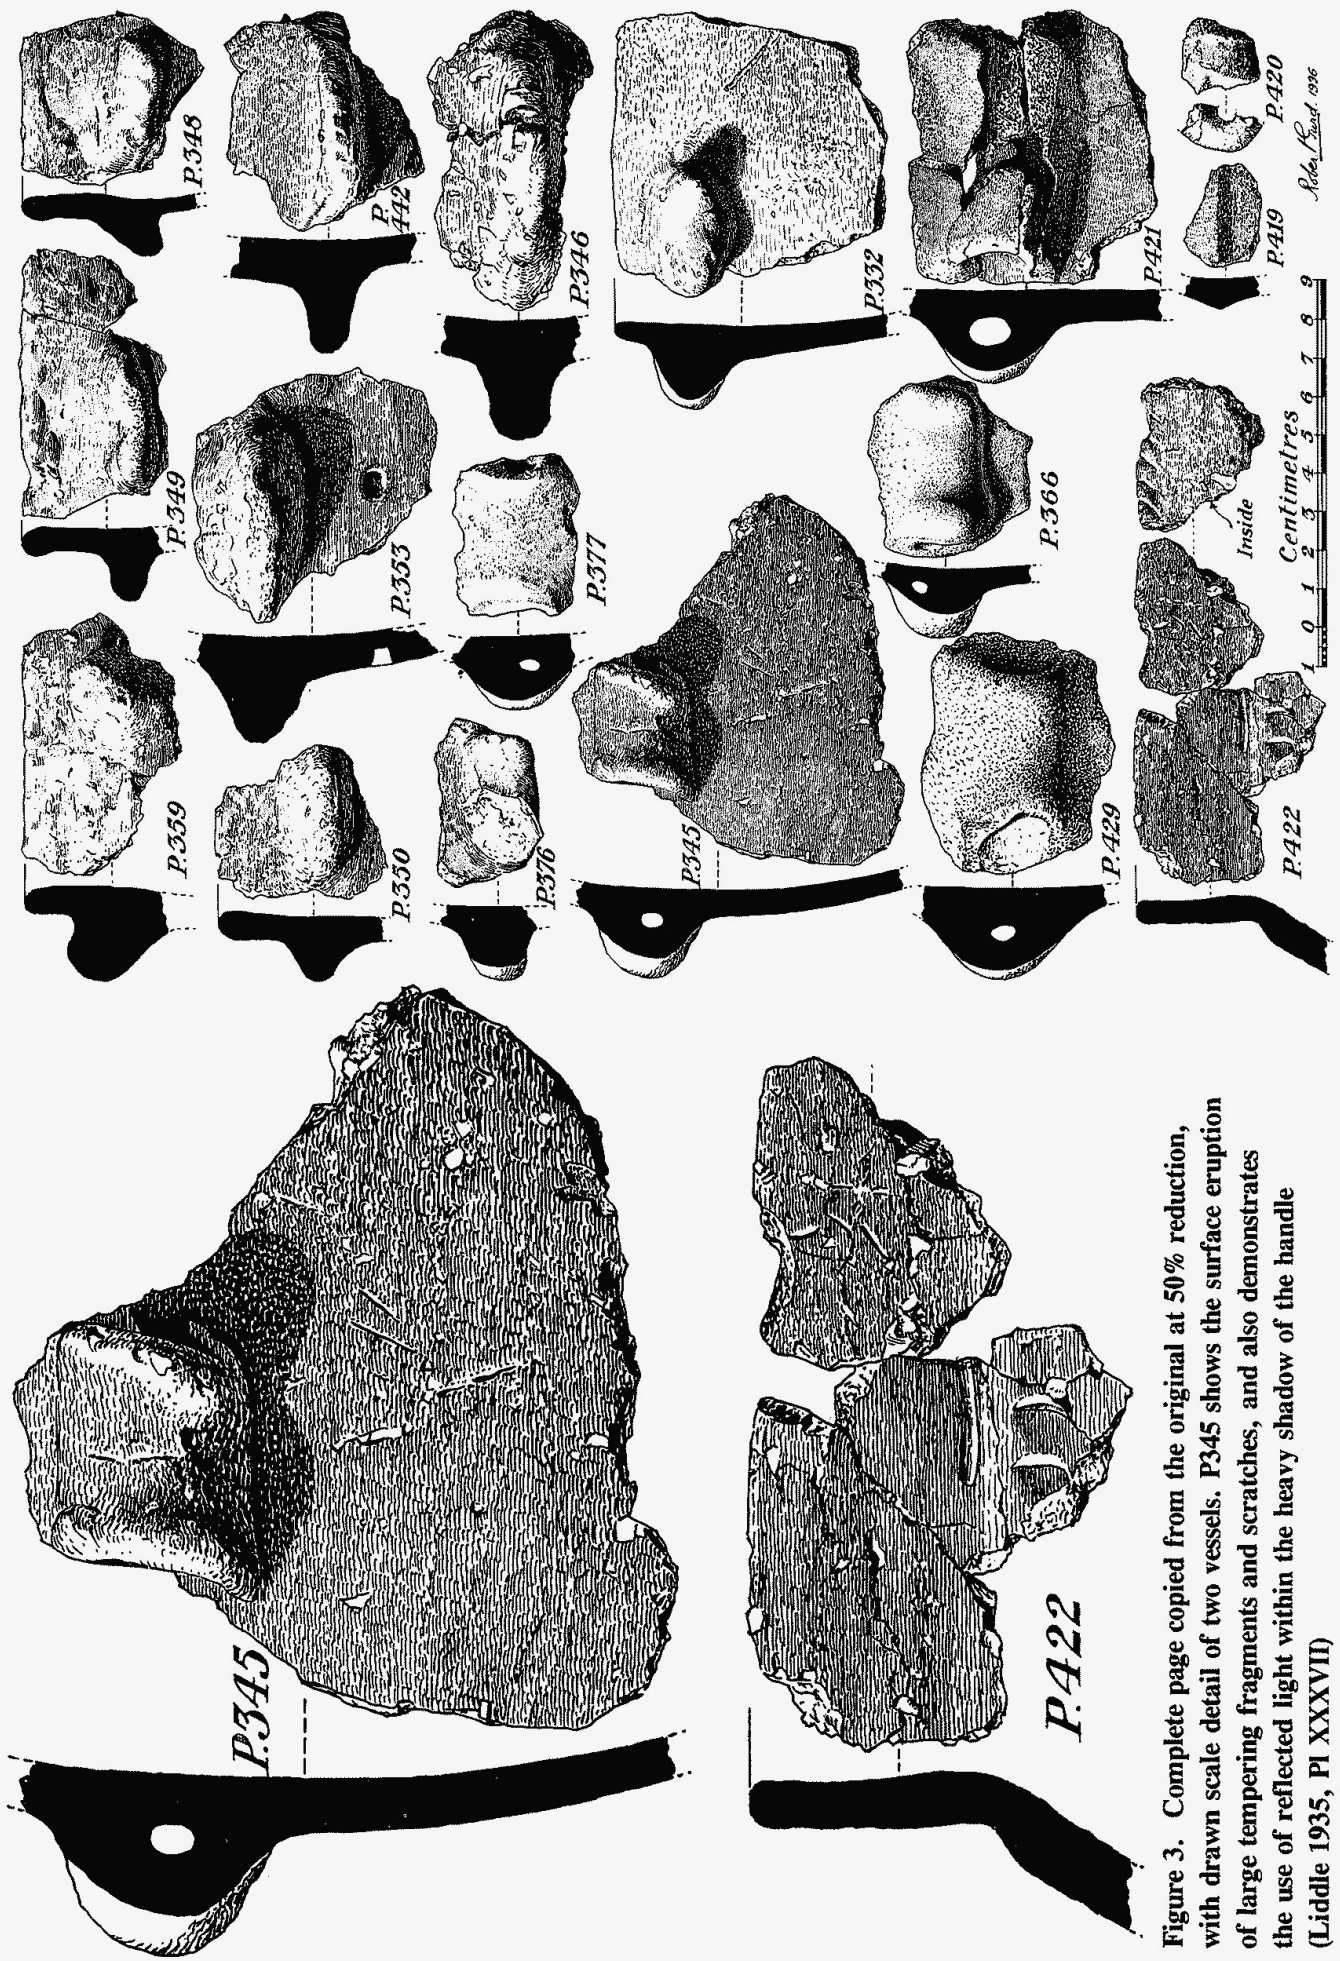 P.345
P.422
Figure 3. Complete page copied from the original at 50% reduction,
with drawn scale detail of two vessels. P345 shows the surface eruption
of large tempering fragments and scratches, and also demonstrates
the use of reflected light within the heavy shadow of the handle
(Liddle 1935, Pl XXXVII)
P.359
P.349
P.348
P.350
P.353
P.
442
P.376
P.377
P.346
P.345
P.332
P.429
P.366
P.421
P.422
Inside
Centimetres
1 0 1 2 3 4 5 6 7 8 9
P.419
P.420